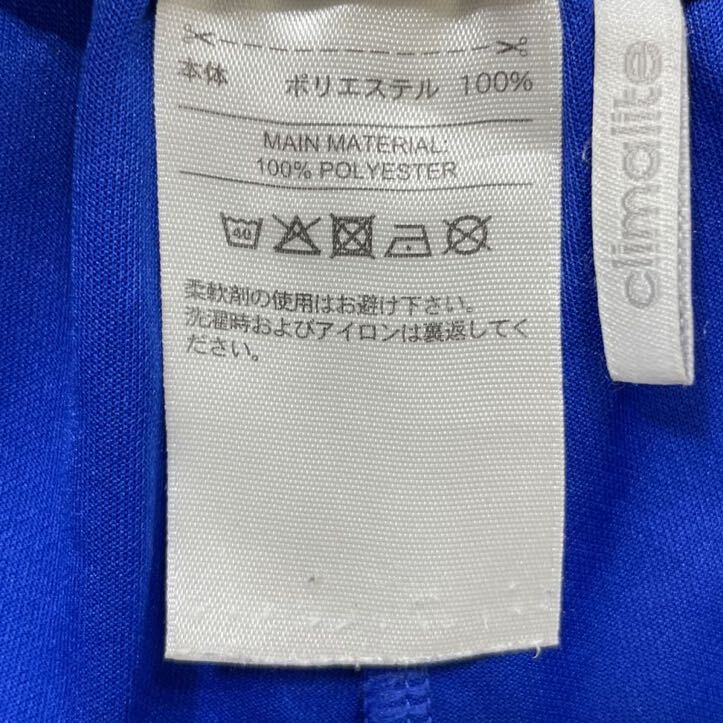 本体 ポリエステル 100%
MAIN MATERIAL:
100% POLYESTER
40
柔軟剤の使用はお避け下さい。
洗濯時およびアイロンは裏返してく
ださい。
climalite